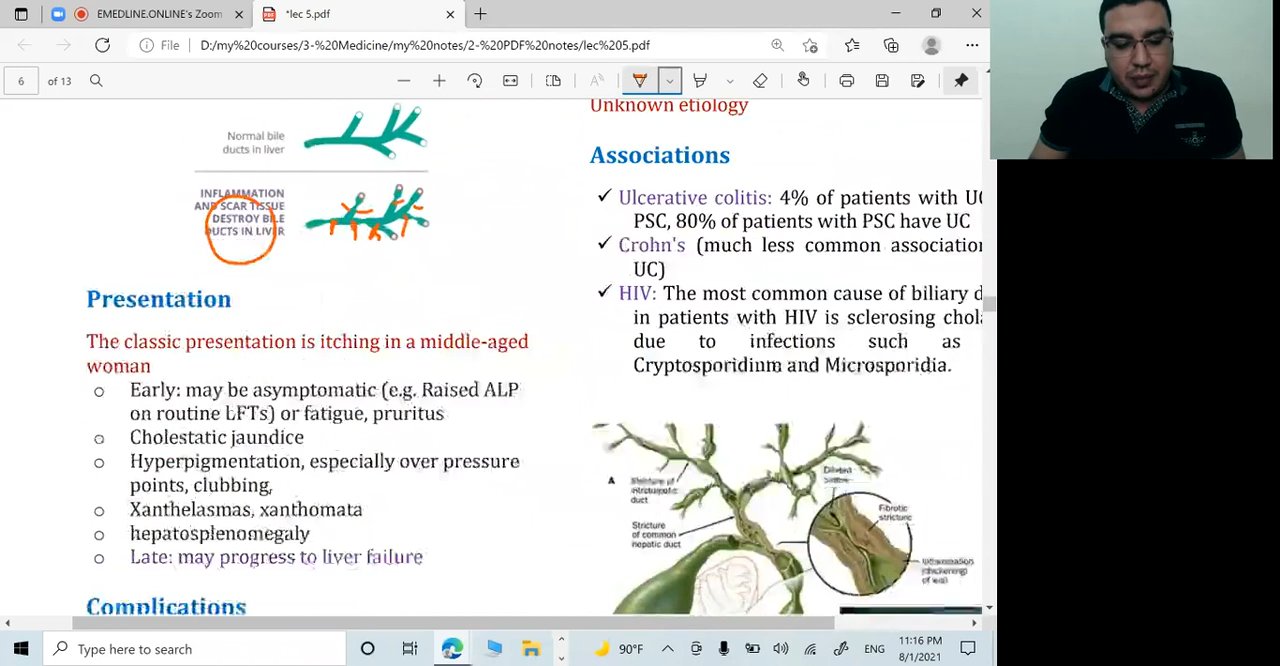 EMEDLINE.ONLINE's Zoom
*lec 5.pdf
File
D:/my%20courses/3-%20Medicine/my%20notes/2-%20PDF%20notes/lec%205.pdf
6
of 13
Normal bile
ducts in liver
INFLAMMATION
AND SCAR TISSUE
DESTROY BILE
DUCTS IN LIVER
Presentation
The classic presentation is itching in a middle-aged
woman
Early: may be asymptomatic (e.g. Raised ALP
on routine LFTs) or fatigue, pruritus
Cholestatic jaundice
Hyperpigmentation, especially over pressure
points, clubbing,
Xanthelasmas, xanthomata
hepatosplenomegaly
Late: may progress to liver failure
Complications
Unknown etiology
Associations
Ulcerative colitis: 4% of patients with
PSC, 80% of patients with PSC have UC
Crohn's (much less common association
UC)
HIV: The most common cause of biliary
in patients with HIV is sclerosing
due to infections such as
Cryptosporidium and Microsporidia.
A
Stricture of
intrahepatic
duct
Stricture
of common
hepatic duct
Fibrotic
stricture
Inflammation
(thickening)
Type here to search
90°F
ENG
11:16 PM
8/1/2021